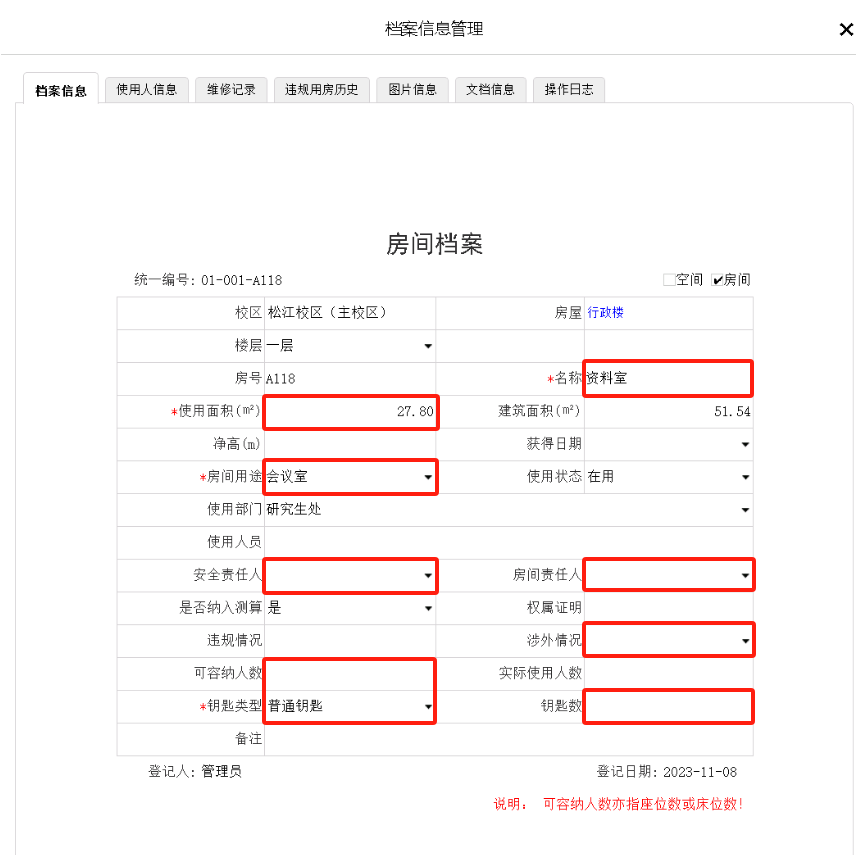 档案信息管理
档案信息 使用人信息 维修记录 违规用房历史 图片信息 文档信息 操作日志
房间档案
统一编号: 01-001-A118 空间 房间
校区 松江校区（主校区） 房屋 行政楼
楼层 一层
房号 A118 *名称 资料室
*使用面积(m²) 27.80 建筑面积(m²) 51.54
净高(m) 获得日期
*房间用途 会议室 使用状态 在用
使用部门 研究生处
使用人员
安全责任人 房间责任人
是否纳入测算 是 权属证明
违规情况 涉外情况
可容纳人数 实际使用人数
*钥匙类型 普通钥匙 钥匙数
备注
登记人: 管理员 登记日期: 2023-11-08
说明： 可容纳人数亦指座位数或床位数!